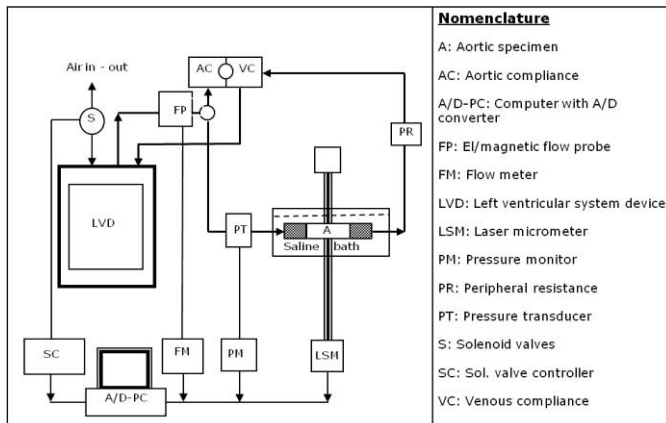 Air in - out
AC
VC
S
FP
PR
LVD
PT
A
Saline bath
SC
FM
PM
LSM
A/D-PC
Nomenclature
A: Aortic specimen
AC: Aortic compliance
A/D-PC: Computer with A/D
converter
FP: El/magnetic flow probe
FM: Flow meter
LVD: Left ventricular system device
LSM: Laser micrometer
PM: Pressure monitor
PR: Peripheral resistance
PT: Pressure transducer
S: Solenoid valves
SC: Sol. valve controller
VC: Venous compliance